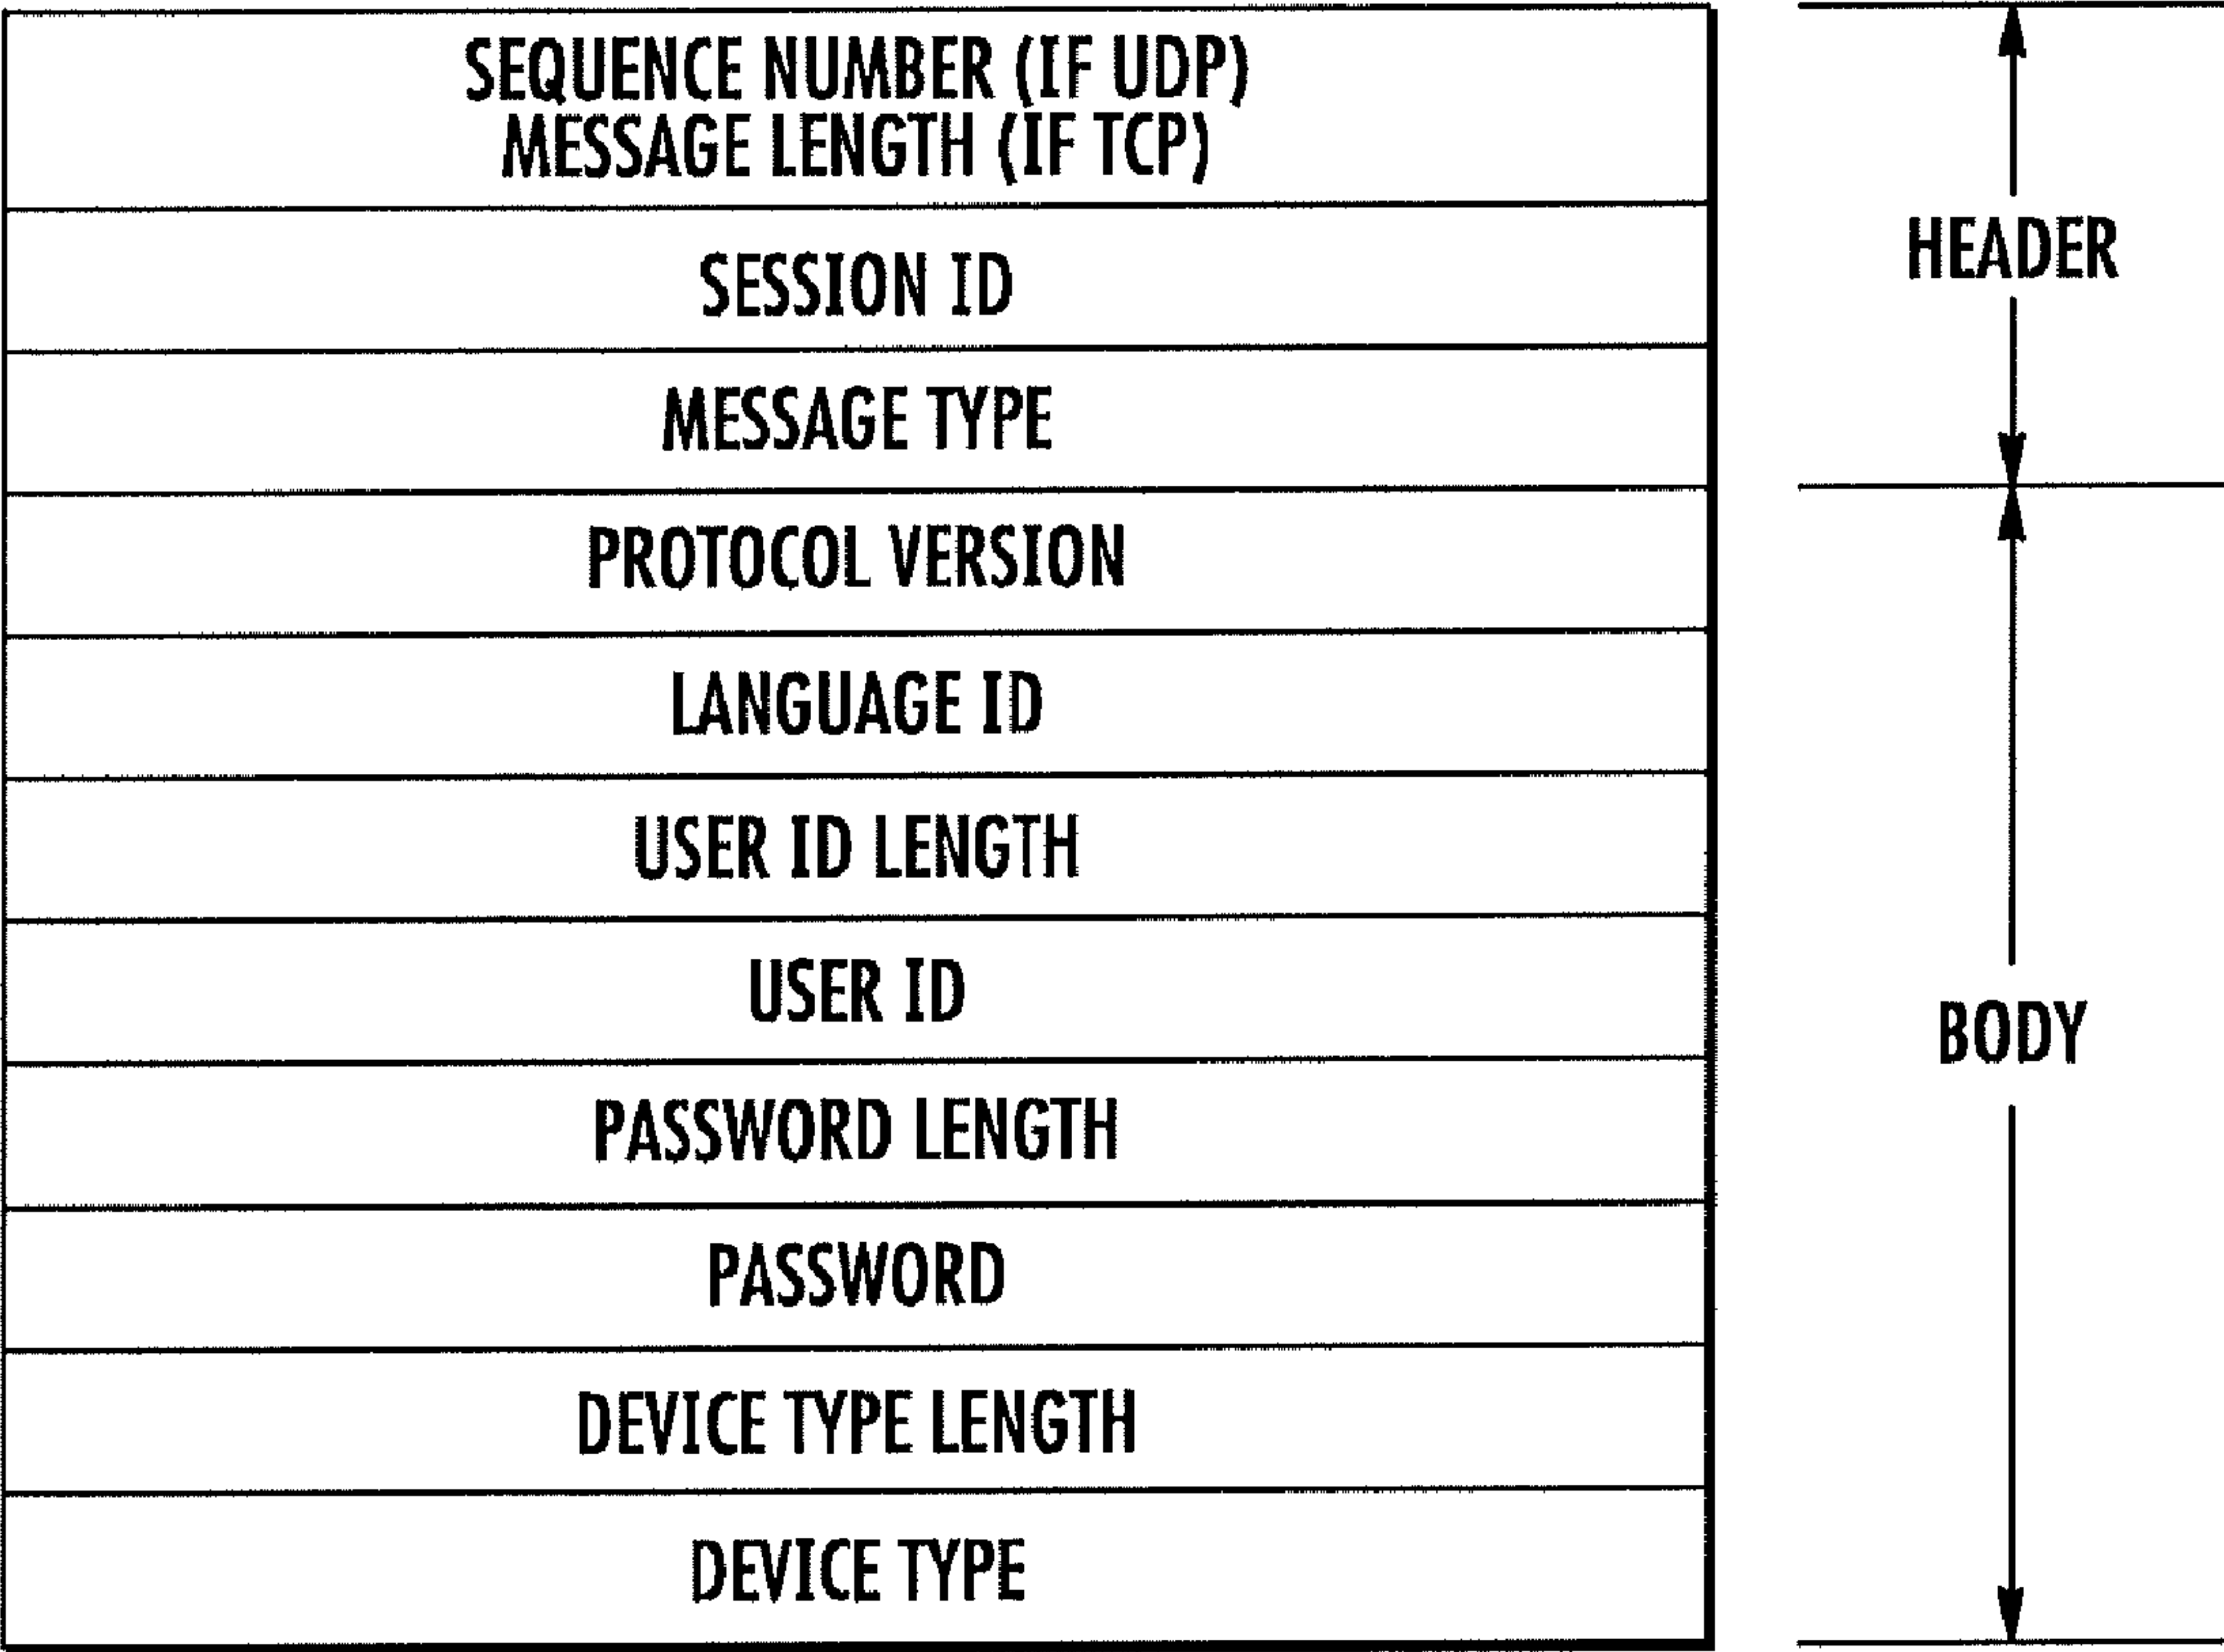 SEQUENCE NUMBER (IF UDP)
MESSAGE LENGTH (IF TCP)
SESSION ID
HEADER
MESSAGE TYPE
PROTOCOL VERSION
LANGUAGE ID
USER ID LENGTH
USER ID
BODY
PASSWORD LENGTH
PASSWORD
DEVICE TYPE LENGTH
DEVICE TYPE